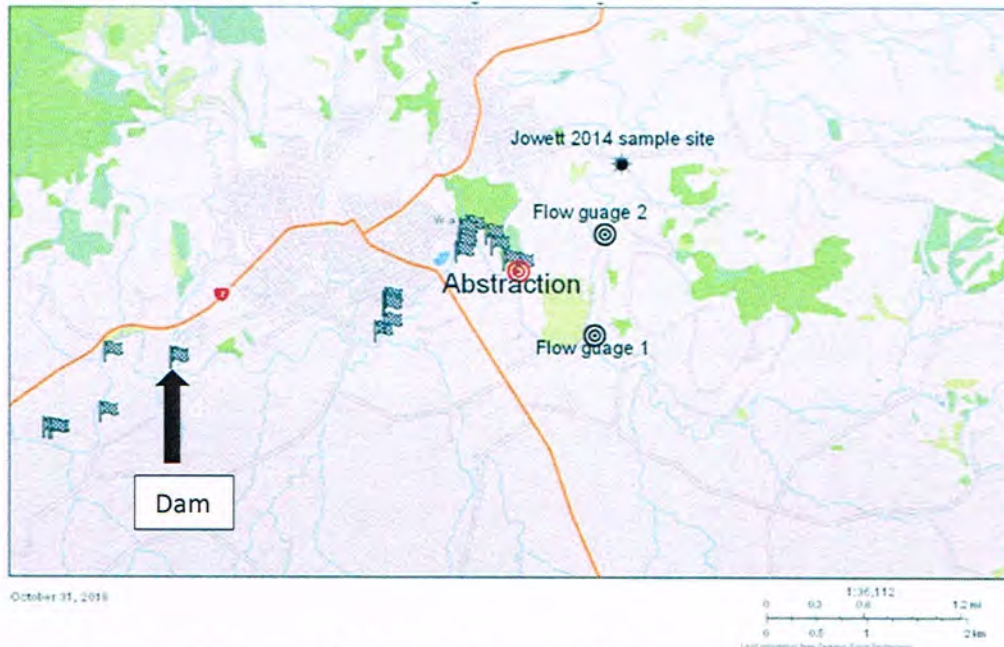 Jowett 2014 sample site
Flow guage 2
Abstraction
Flow guage 1
Dam
October 31, 2018
1:36,112
0 0.3 0.6 1.2 mi
0 0.5 1 2 km